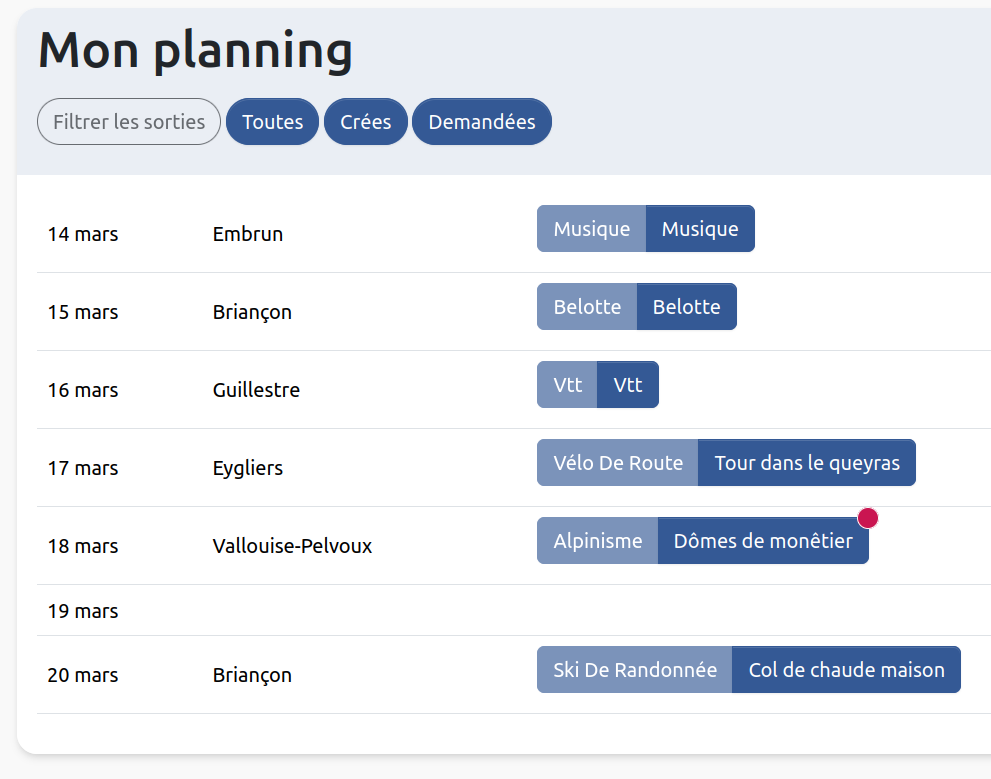 Mon planning
Filtrer les sorties Toutes Crées Demandées
14 mars Embrun Musique Musique
15 mars Briançon Belotte Belotte
16 mars Guillestre Vtt Vtt
17 mars Eygliers Vélo De Route Tour dans le queyras
18 mars Vallouise-Pelvoux Alpinisme Dômes de monêtier
19 mars
20 mars Briançon Ski De Randonnée Col de chaude maison